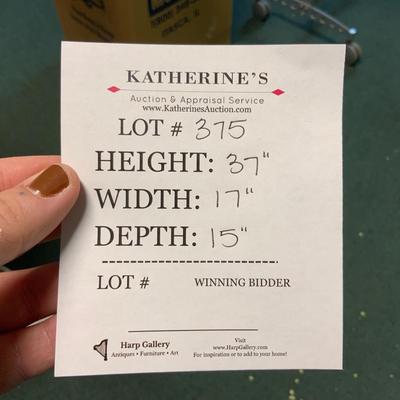 KATHERINE'S
Auction & Appraisal Service
www.KatherinesAuction.com
LOT # 375
HEIGHT: 37"
WIDTH: 17"
DEPTH: 15"
LOT # WINNING BIDDER
Harp Gallery
Antiques • Furniture • Art
Visit
www.HarpGallery.com
For inspiration or to add to your home!